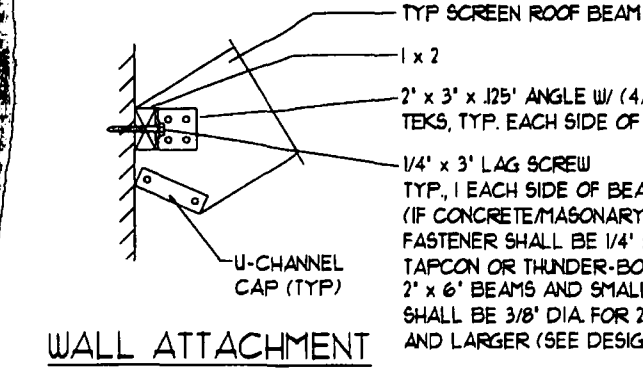 TYP SCREEN ROOF BEAM
1 x 2
2" x 3" x .125" ANGLE W/ (4)
TEKS, TYP. EACH SIDE OF
1/4" x 3" LAG SCREW
TYP., 1 EACH SIDE OF BEA
(IF CONCRETE/MASONARY
FASTENER SHALL BE 1/4"
TAPCON OR THUNDER-BO
2" x 6" BEAMS AND SMALL
SHALL BE 3/8" DIA. FOR 2
AND LARGER (SEE DESIG
U-CHANNEL
CAP (TYP)
WALL ATTACHMENT